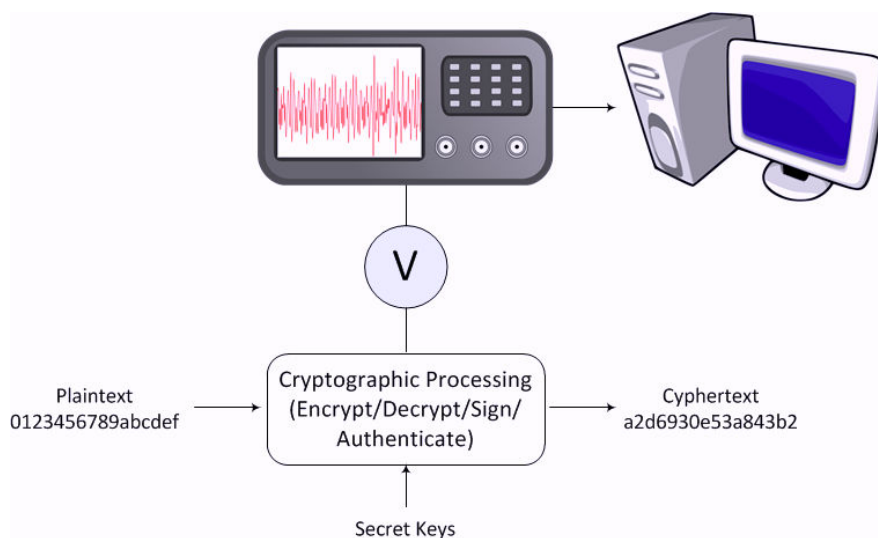 V
Plaintext
0123456789abcdef
Cryptographic Processing
(Encrypt/Decrypt/Sign/
Authenticate)
Cyphertext
a2d6930e53a843b2
Secret Keys